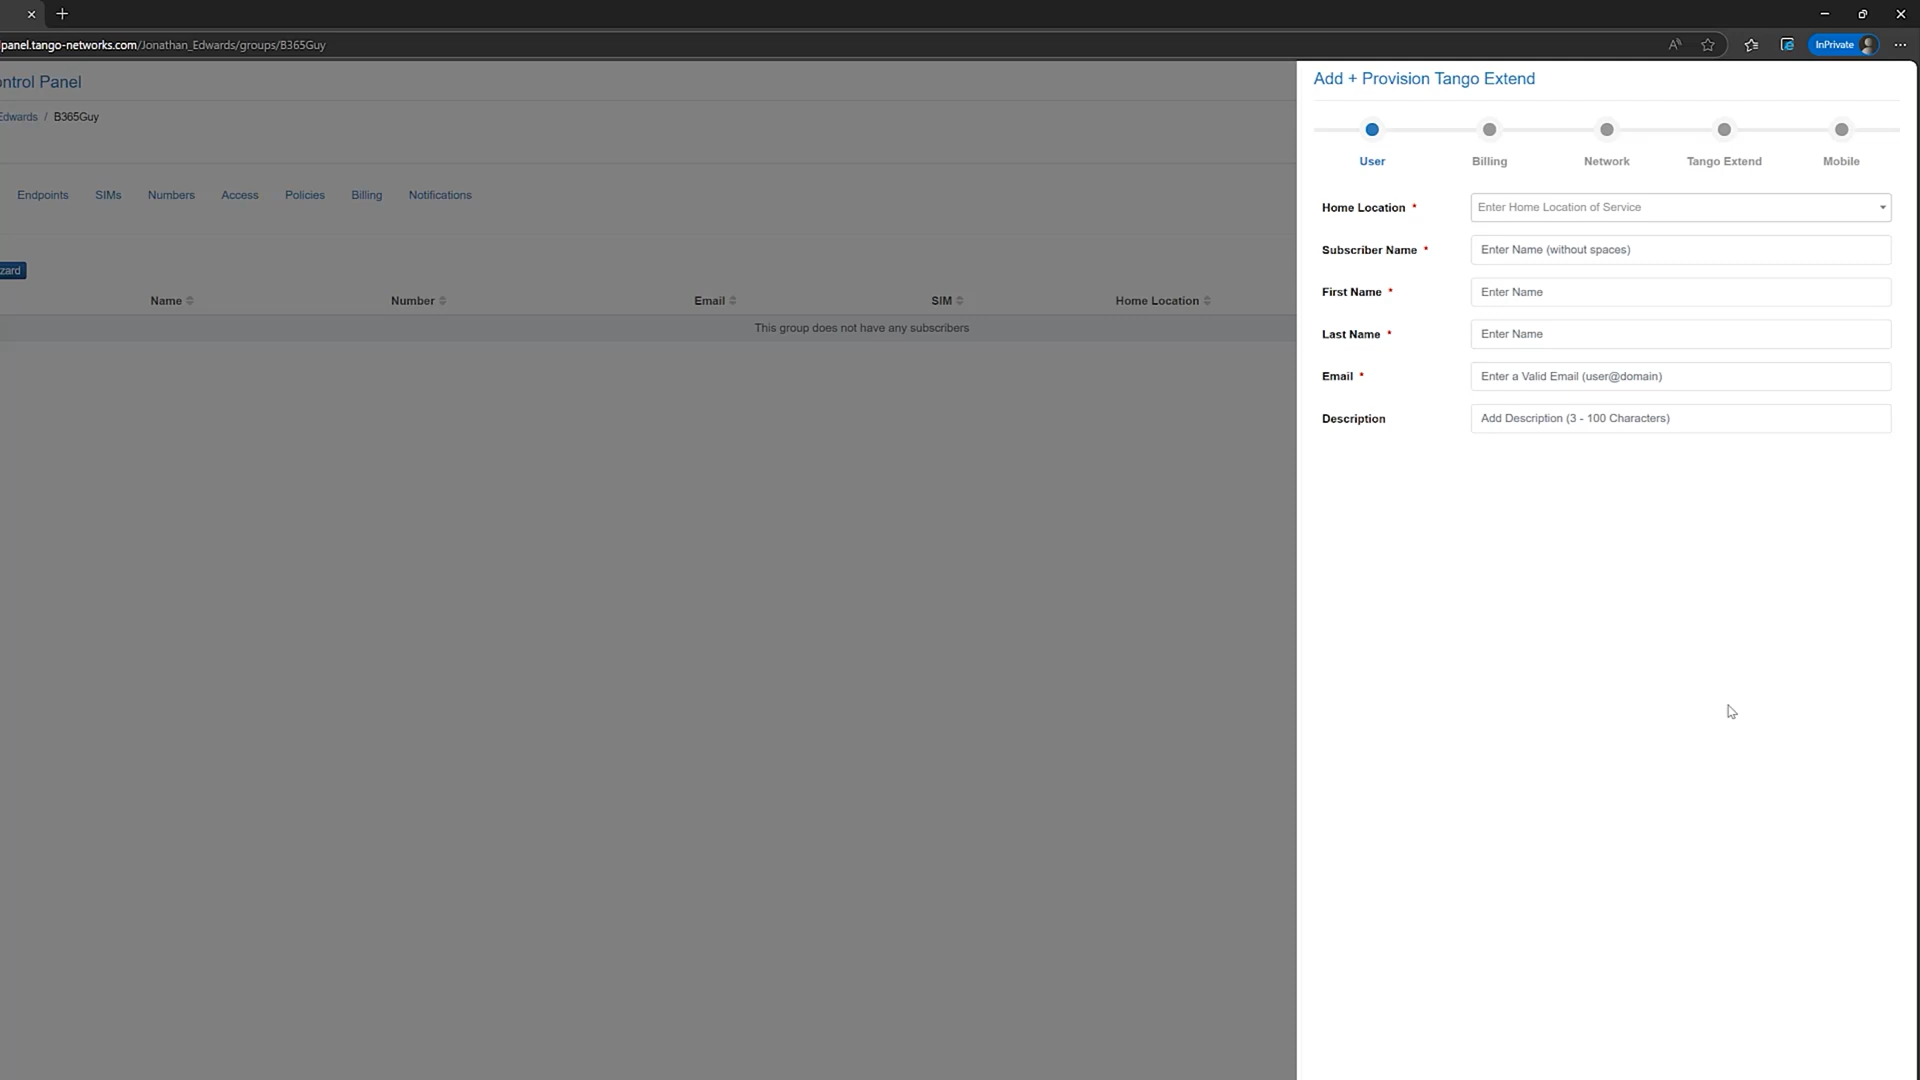 panel.tango-networks.com/Jonathan_Edwards/groups/B365Guy
InPrivate
ontrol Panel
Edwards / B365Guy
Endpoints SIMs Numbers Access Policies Billing Notifications
zard
Name Number Email SIM Home Location
This group does not have any subscribers
Add + Provision Tango Extend
User Billing Network Tango Extend Mobile
Home Location * Enter Home Location of Service
Subscriber Name * Enter Name (without spaces)
First Name * Enter Name
Last Name * Enter Name
Email * Enter a Valid Email (user@domain)
Description Add Description (3 - 100 Characters)